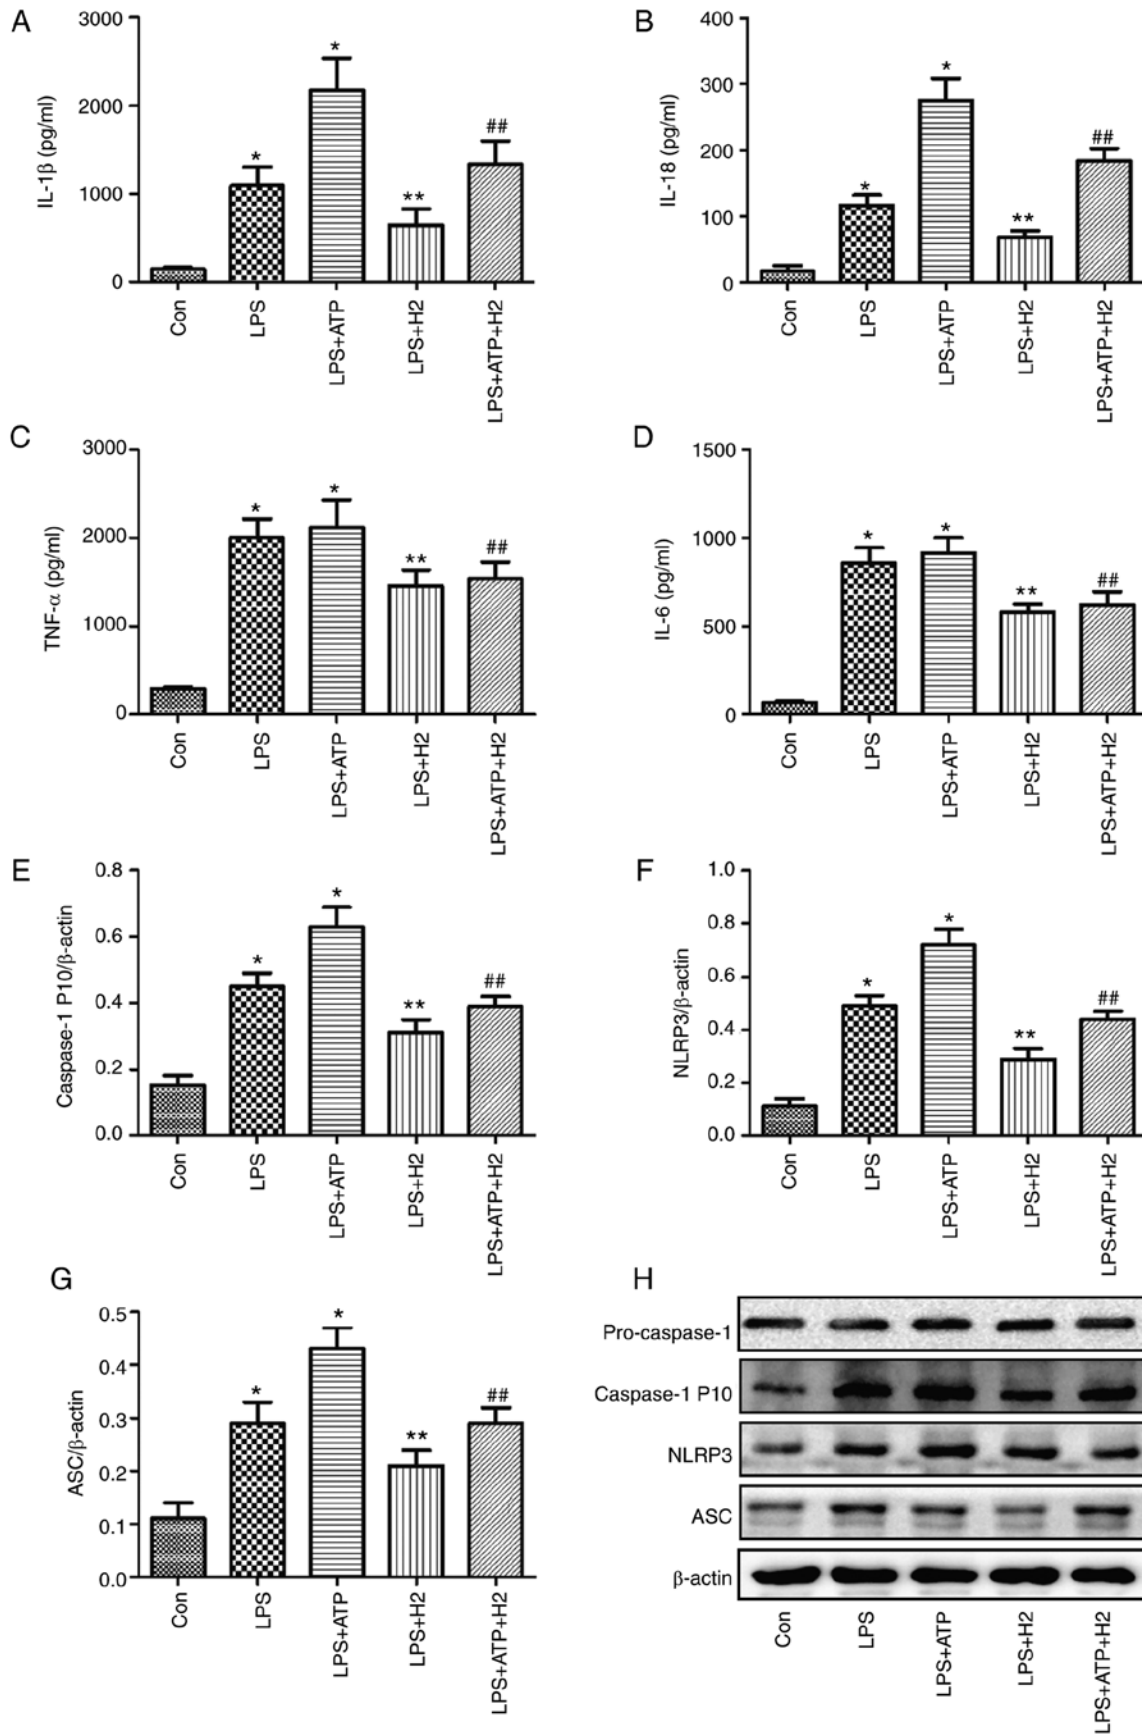 A
IL-1β (pg/ml)
3000
2000
1000
0
*
*
**
##
Con
LPS
LPS+ATP
LPS+H2
LPS+ATP+H2
B
IL-18 (pg/ml)
400
300
200
100
0
*
*
**
##
Con
LPS
LPS+ATP
LPS+H2
LPS+ATP+H2
C
TNF-α (pg/ml)
3000
2000
1000
0
*
*
**
##
Con
LPS
LPS+ATP
LPS+H2
LPS+ATP+H2
D
IL-6 (pg/ml)
1500
1000
500
0
*
*
**
##
Con
LPS
LPS+ATP
LPS+H2
LPS+ATP+H2
E
Caspase-1 P10/β-actin
0.8
0.6
0.4
0.2
0.0
*
*
**
##
Con
LPS
LPS+ATP
LPS+H2
LPS+ATP+H2
F
NLRP3/β-actin
1.0
0.8
0.6
0.4
0.2
0.0
*
*
**
##
Con
LPS
LPS+ATP
LPS+H2
LPS+ATP+H2
G
ASC/β-actin
0.5
0.4
0.3
0.2
0.1
0.0
*
*
**
##
Con
LPS
LPS+ATP
LPS+H2
LPS+ATP+H2
H
Pro-caspase-1
Caspase-1 P10
NLRP3
ASC
β-actin
Con
LPS
LPS+ATP
LPS+H2
LPS+ATP+H2